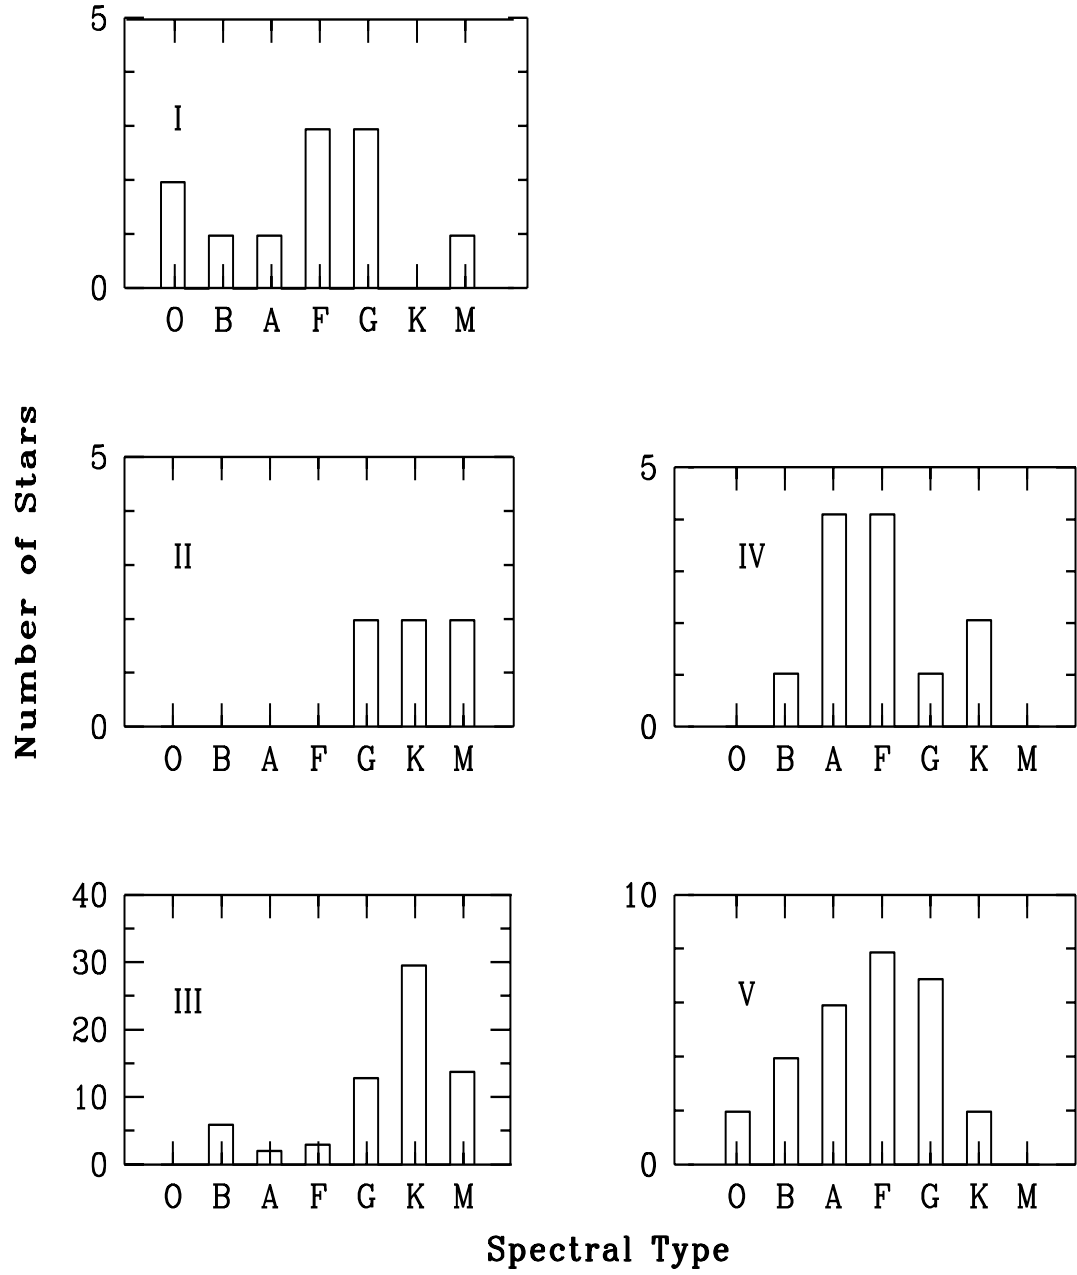 5
I
0
O B A F G K M
Number of Stars
5
II
0
O B A F G K M
5
IV
0
O B A F G K M
40
30
III
20
10
0
O B A F G K M
10
V
0
O B A F G K M
Spectral Type